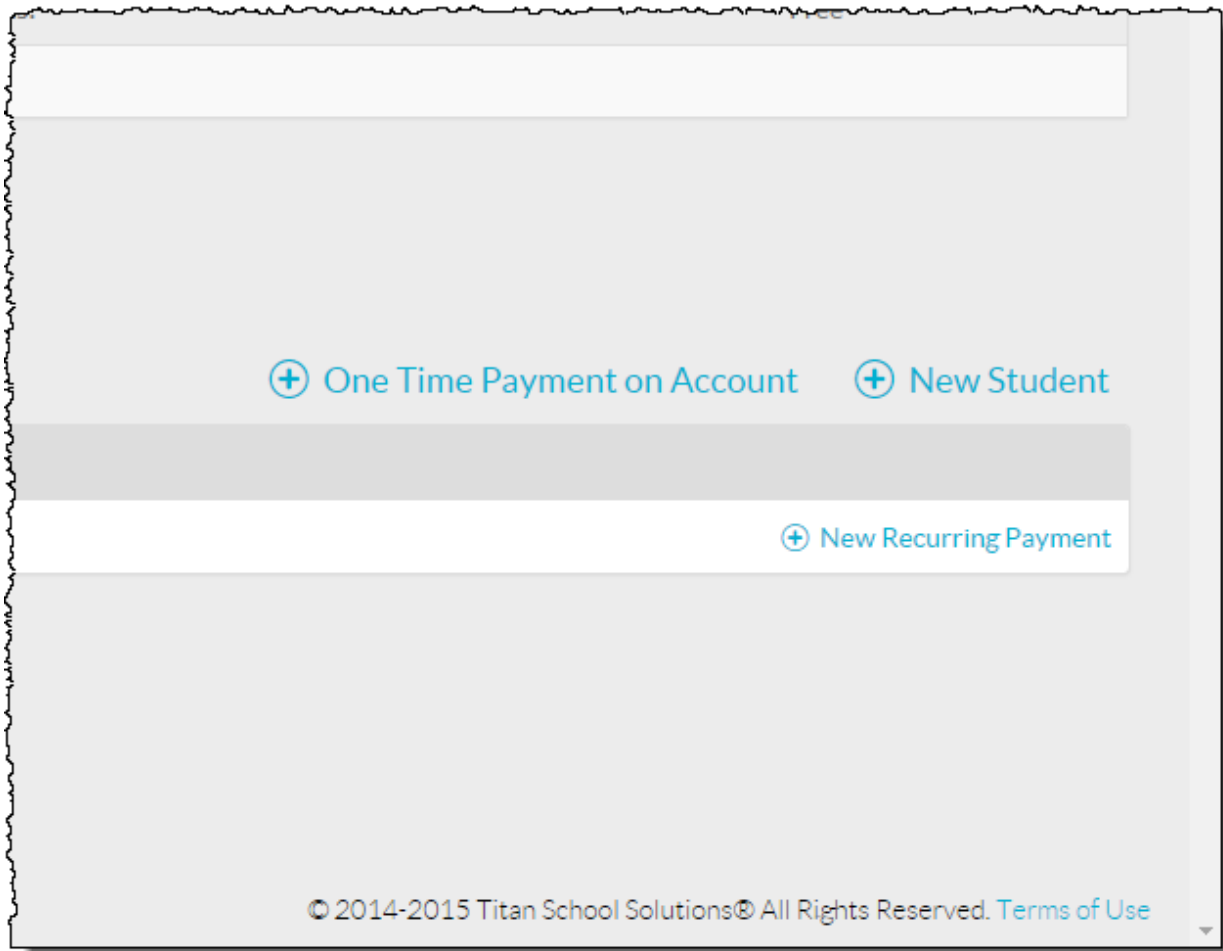 One Time Payment on Account New Student
New Recurring Payment
© 2014-2015 Titan School Solutions® All Rights Reserved. Terms of Use